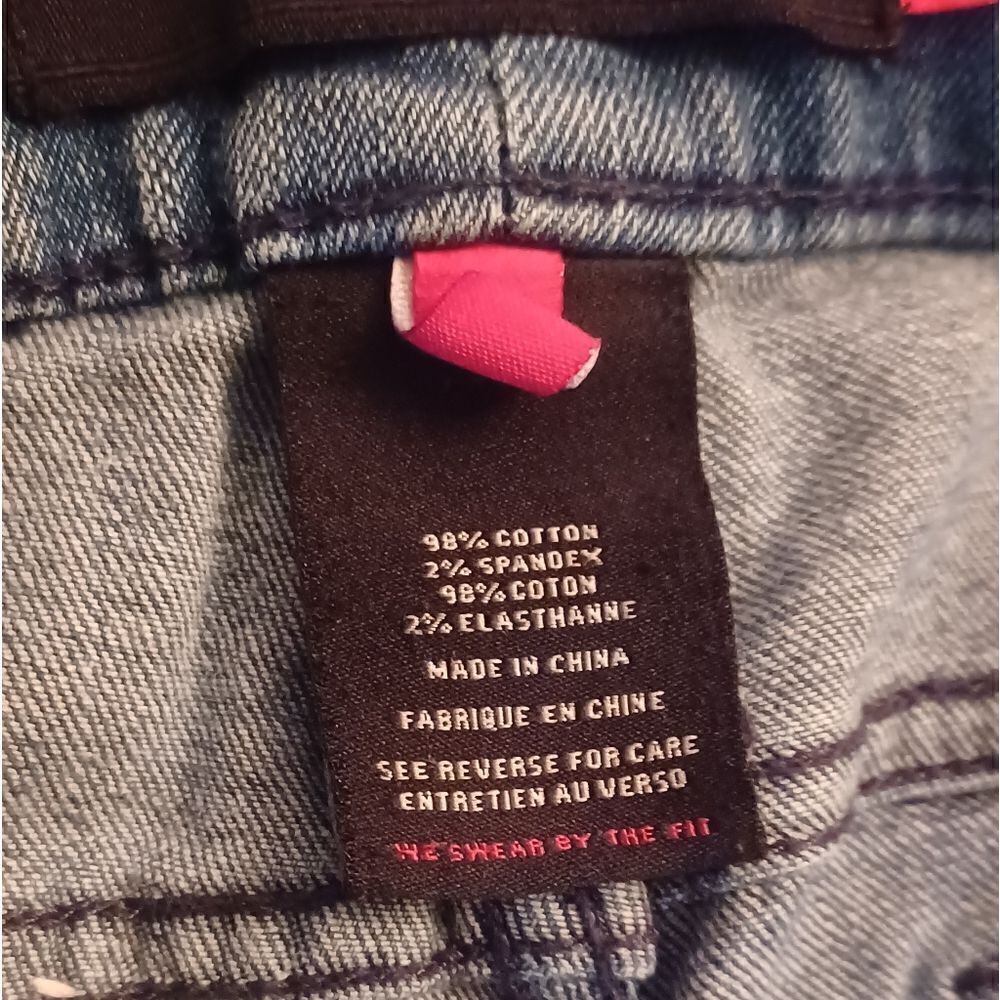 98% COTTON
2% SPANDEX
98% COTON
2% ELASTHANNE
MADE IN CHINA
FABRIQUE EN CHINE
SEE REVERSE FOR CARE
ENTRETIEN AU VERSO
WE SWEAR BY THE FIT